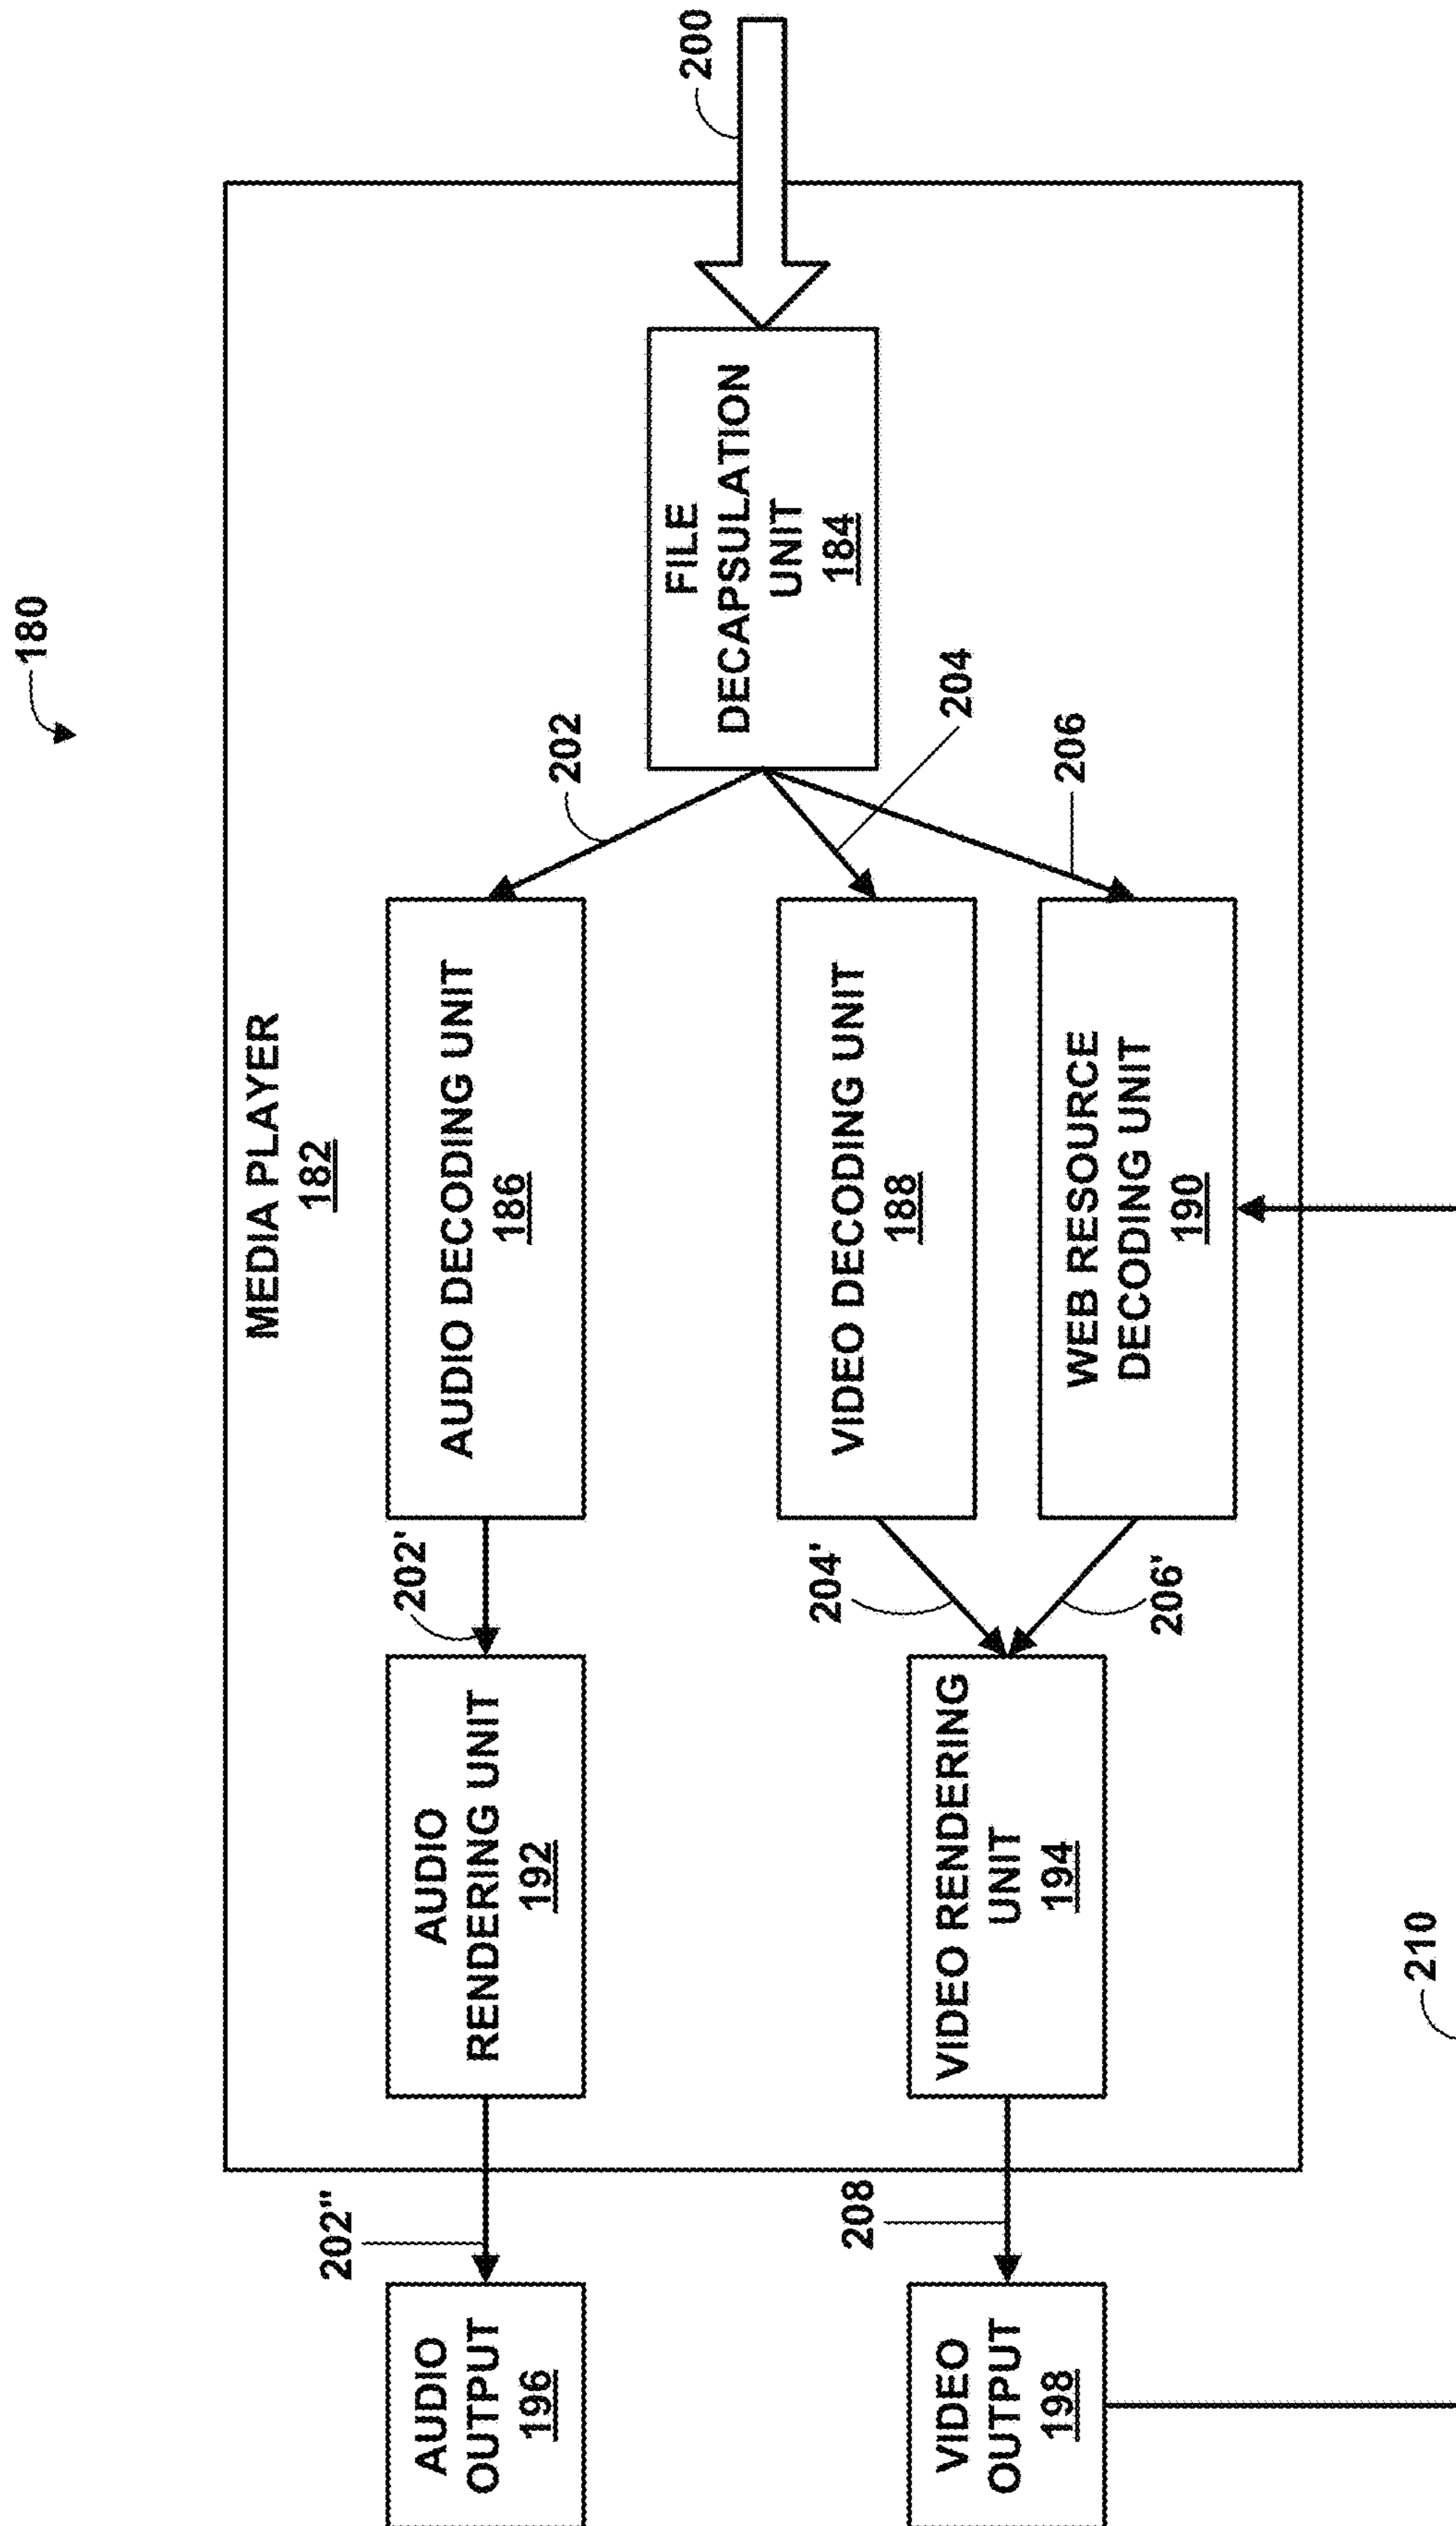 180
MEDIA PLAYER
182
200
FILE
DECAPSULATION
UNIT
184
202
204
206
AUDIO DECODING UNIT
186
VIDEO DECODING UNIT
188
WEB RESOURCE
DECODING UNIT
190
202'
204'
206'
AUDIO
RENDERING UNIT
192
VIDEO RENDERING
UNIT
194
202"
208
AUDIO
OUTPUT
196
VIDEO
OUTPUT
198
210